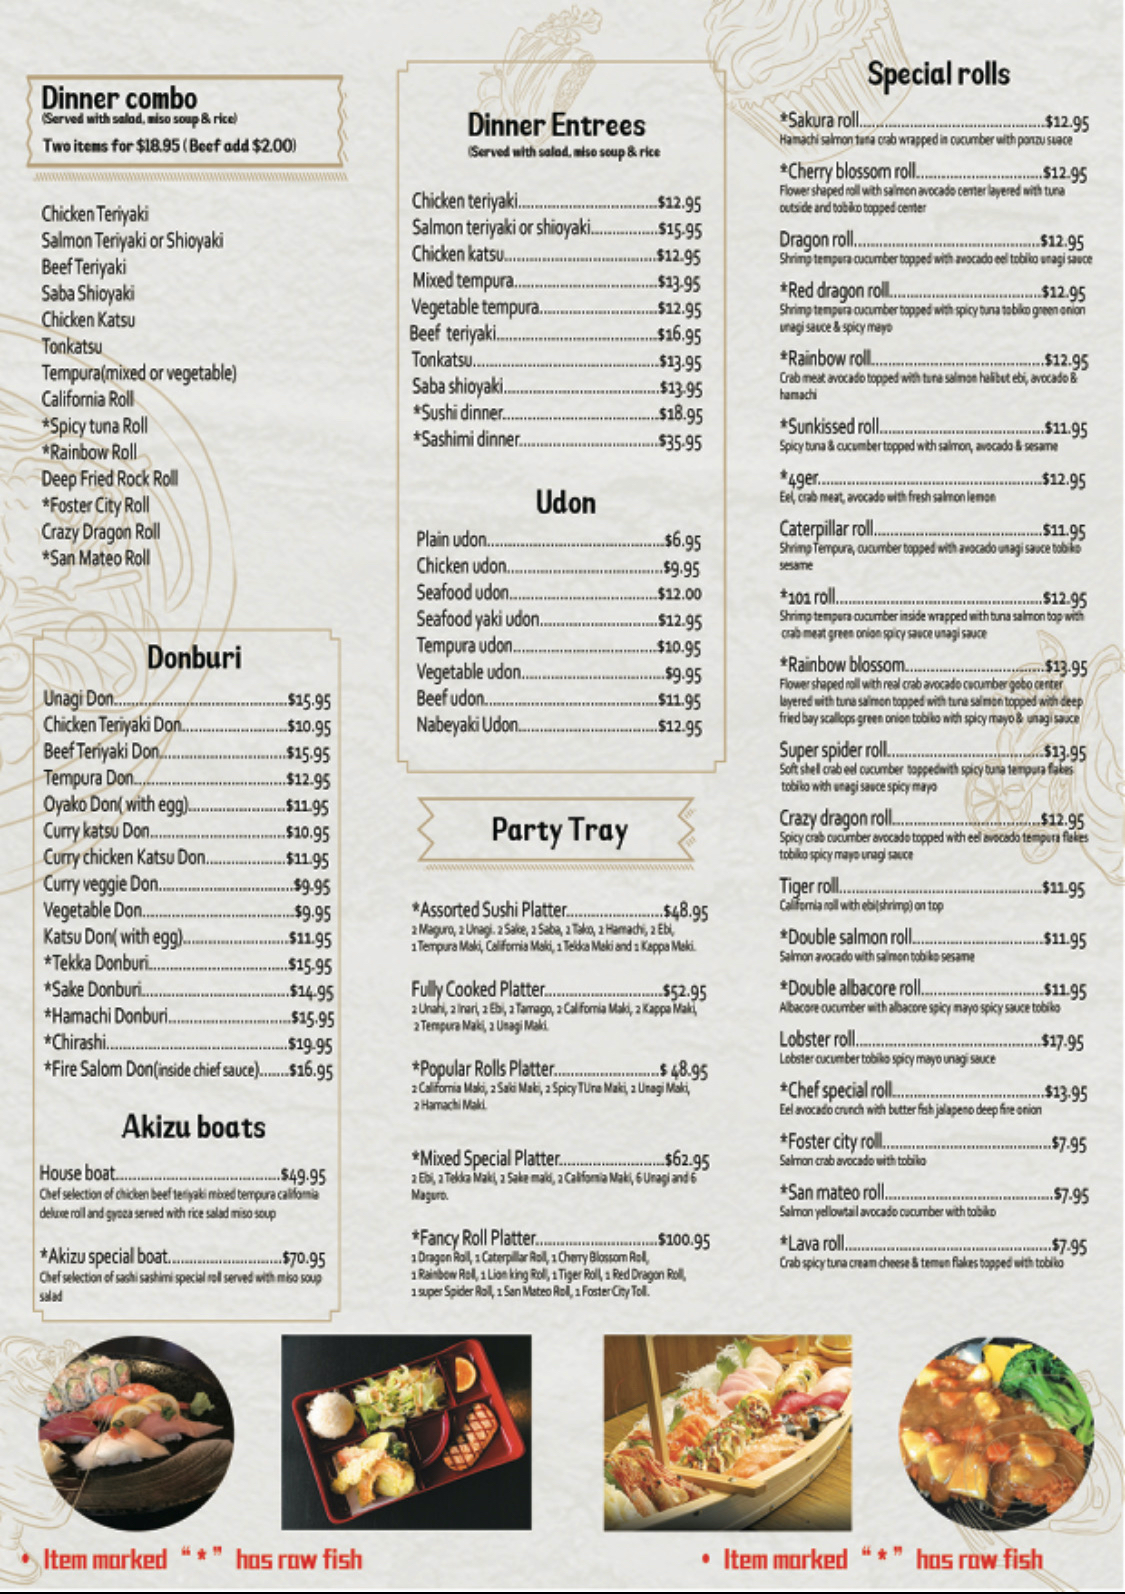 Dinner combo
(Served with salad, miso soup & rice)
Two items for $18.95 (Beef add $2.00)
Chicken Teriyaki
Salmon Teriyaki or Shioyaki
Beef Teriyaki
Saba Shioyaki
Chicken Katsu
Tonkatsu
Tempura(mixed or vegetable)
California Roll
*Spicy tuna Roll
*Rainbow Roll
Deep Fried Rock Roll
*Foster City Roll
Crazy Dragon Roll
*San Mateo Roll
Donburi
Unagi Don........$15.95
Chicken Teriyaki Don........$10.95
Beef Teriyaki Don........$15.95
Tempura Don........$12.95
Oyako Don( with egg)........$11.95
Curry katsu Don........$10.95
Curry chicken Katsu Don........$11.95
Curry veggie Don........$9.95
Vegetable Don........$9.95
Katsu Don( with egg)........$11.95
*Tekka Donburi........$15.95
*Sake Donburi........$14.95
*Hamachi Donburi........$15.95
*Chirashi........$19.95
*Fire Salom Don(inside chief sauce)........$16.95
Akizu boats
House boat........$49.95
Chef selection of chicken beef teriyaki mixed tempura california
deluxe roll and gyoza served with rice salad miso soup
*Akizu special boat........$70.95
Chef selection of sashi sashimi special roll served with miso soup
salad
Dinner Entrees
(Served with salad, miso soup & rice
Chicken teriyaki........$12.95
Salmon teriyaki or shioyaki........$15.95
Chicken katsu........$12.95
Mixed tempura........$13.95
Vegetable tempura........$12.95
Beef teriyaki........$16.95
Tonkatsu........$13.95
Saba shioyaki........$13.95
*Sushi dinner........$18.95
*Sashimi dinner........$35.95
Udon
Plain udon........$6.95
Chicken udon........$9.95
Seafood udon........$12.00
Seafood yaki udon........$12.95
Tempura udon........$10.95
Vegetable udon........$9.95
Beef udon........$11.95
Nabeyaki Udon........$12.95
Party Tray
*Assorted Sushi Platter........$48.95
2 Maguro, 2 Unagi. 2 Sake, 2 Saba, 2 Tako, 2 Hamachi, 2 Ebi,
1 Tempura Maki, California Maki, 1 Tekka Maki and 1 Kappa Maki.
Fully Cooked Platter........$52.95
2 Unahi, 2 Inari, 2 Ebi, 2 Tamago, 2 California Maki, 2 Kappa Maki,
2 Tempura Maki, 2 Unagi Maki.
*Popular Rolls Platter........$ 48.95
2 California Maki, 2 Saki Maki, 2 Spicy TUna Maki, 2 Unagi Maki,
2 Hamachi Maki.
*Mixed Special Platter........$62.95
2 Ebi, 2 Tekka Maki, 2 Sake maki, 2 California Maki, 6 Unagi and 6
Maguro.
*Fancy Roll Platter........$100.95
1 Dragon Roll, 1 Caterpillar Roll, 1 Cherry Blossom Roll,
1 Rainbow Roll, 1 Lion king Roll, 1 Tiger Roll, 1 Red Dragon Roll,
1 super Spider Roll, 1 San Mateo Roll, 1 Foster City Toll.
Special rolls
*Sakura roll........$12.95
Hamachi salmon tuna crab wrapped in cucumber with ponzu suace
*Cherry blossom roll........$12.95
Flower shaped roll with salmon avocado center layered with tuna
outside and tobiko topped center
Dragon roll........$12.95
Shrimp tempura cucumber topped with avocado eel tobiko unagi sauce
*Red dragon roll........$12.95
Shrimp tempura cucumber topped with spicy tuna tobiko green onion
unagi sauce & spicy mayo
*Rainbow roll........$12.95
Crab meat avocado topped with tuna salmon halibut ebi, avocado &
hamachi
*Sunkissed roll........$11.95
Spicy tuna & cucumber topped with salmon, avocado & sesame
*49er........$12.95
Eel, crab meat, avocado with fresh salmon lemon
Caterpillar roll........$11.95
Shrimp Tempura, cucumber topped with avocado unagi sauce tobiko
sesame
*101 roll........$12.95
Shrimp tempura cucumber inside wrapped with tuna salmon top with
crab meat green onion spicy sauce unagi sauce
*Rainbow blossom........$13.95
Flower shaped roll with real crab avocado cucumber gobo center
layered with tuna salmon topped with tuna salmon topped with deep
fried bay scallops green onion tobiko with spicy mayo & unagi sauce
Super spider roll........$13.95
Soft shell crab eel cucumber toppedwith spicy tuna tempura flakes
tobiko with unagi sauce spicy mayo
Crazy dragon roll........$12.95
Spicy crab cucumber avocado topped with eel avocado tempura flakes
tobiko spicy mayo unagi sauce
Tiger roll........$11.95
California roll with ebi(shrimp) on top
*Double salmon roll........$11.95
Salmon avocado with salmon tobiko sesame
*Double albacore roll........$11.95
Albacore cucumber with albacore spicy mayo spicy sauce tobiko
Lobster roll........$17.95
Lobster cucumber tobiko spicy mayo unagi sauce
*Chef special roll........$13.95
Eel avocado crunch with butter fish jalapeno deep fire onion
*Foster city roll........$7.95
Salmon crab avocado with tobiko
*San mateo roll........$7.95
Salmon yellowtail avocado cucumber with tobiko
*Lava roll........$7.95
Crab spicy tuna cream cheese & temun flakes topped with tobiko
• Item marked “*” has raw fish
• Item marked “*” has raw fish